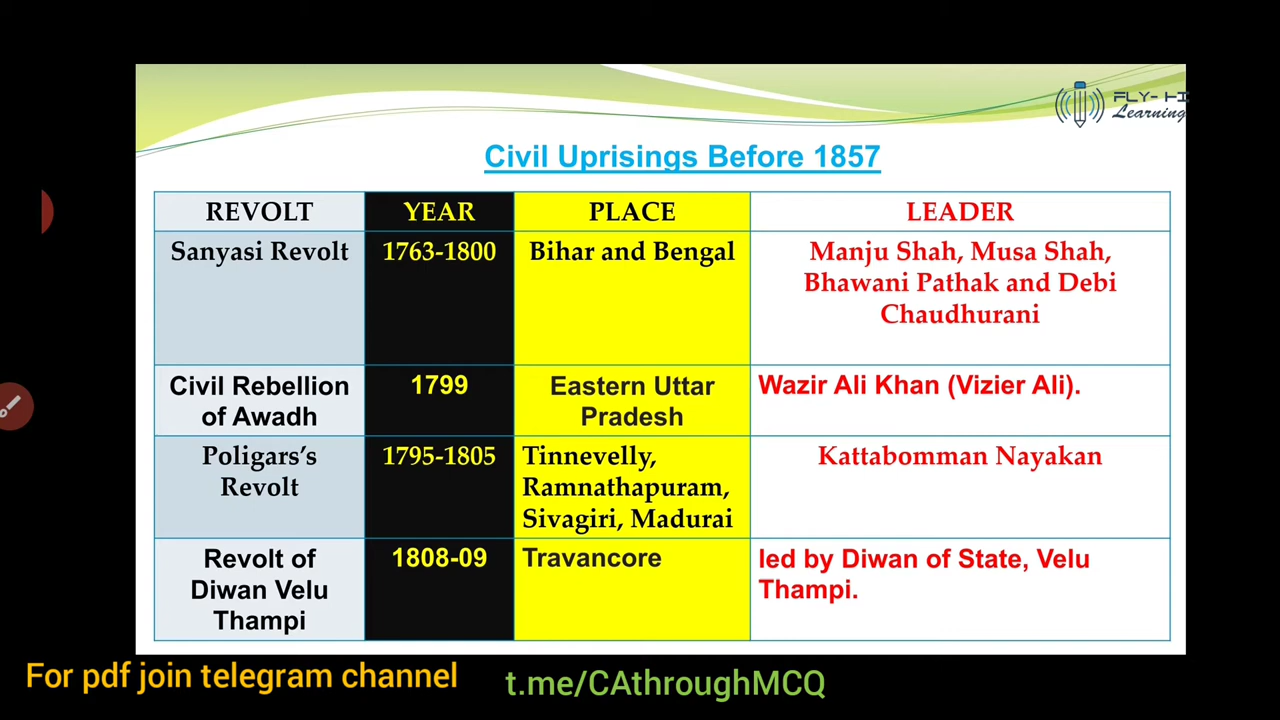 FLY-HI
Learning
Civil Uprisings Before 1857
REVOLT YEAR PLACE LEADER
Sanyasi Revolt 1763-1800 Bihar and Bengal Manju Shah, Musa Shah,
Bhawani Pathak and Debi
Chaudhurani
Civil Rebellion
of Awadh
1799
Eastern Uttar
Pradesh
Wazir Ali Khan (Vizier Ali).
Poligars's
Revolt
1795-1805
Tinnevelly,
Ramnathapuram,
Sivagiri, Madurai
Kattabomman Nayakan
Revolt of
Diwan Velu
Thampi
1808-09
Travancore
led by Diwan of State, Velu
Thampi.
For pdf join telegram channel
t.me/CAthroughMCQ